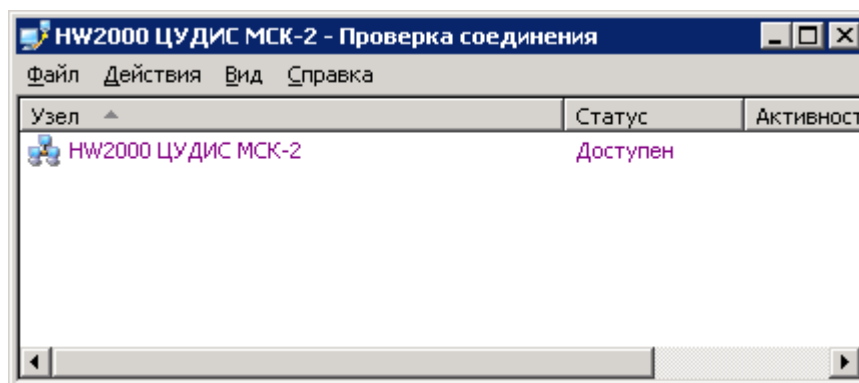 HW2000 ЦУДИС МСК-2 - Проверка соединения
Файл Действия Вид Справка
Узел Статус Активност
HW2000 ЦУДИС МСК-2 Доступен